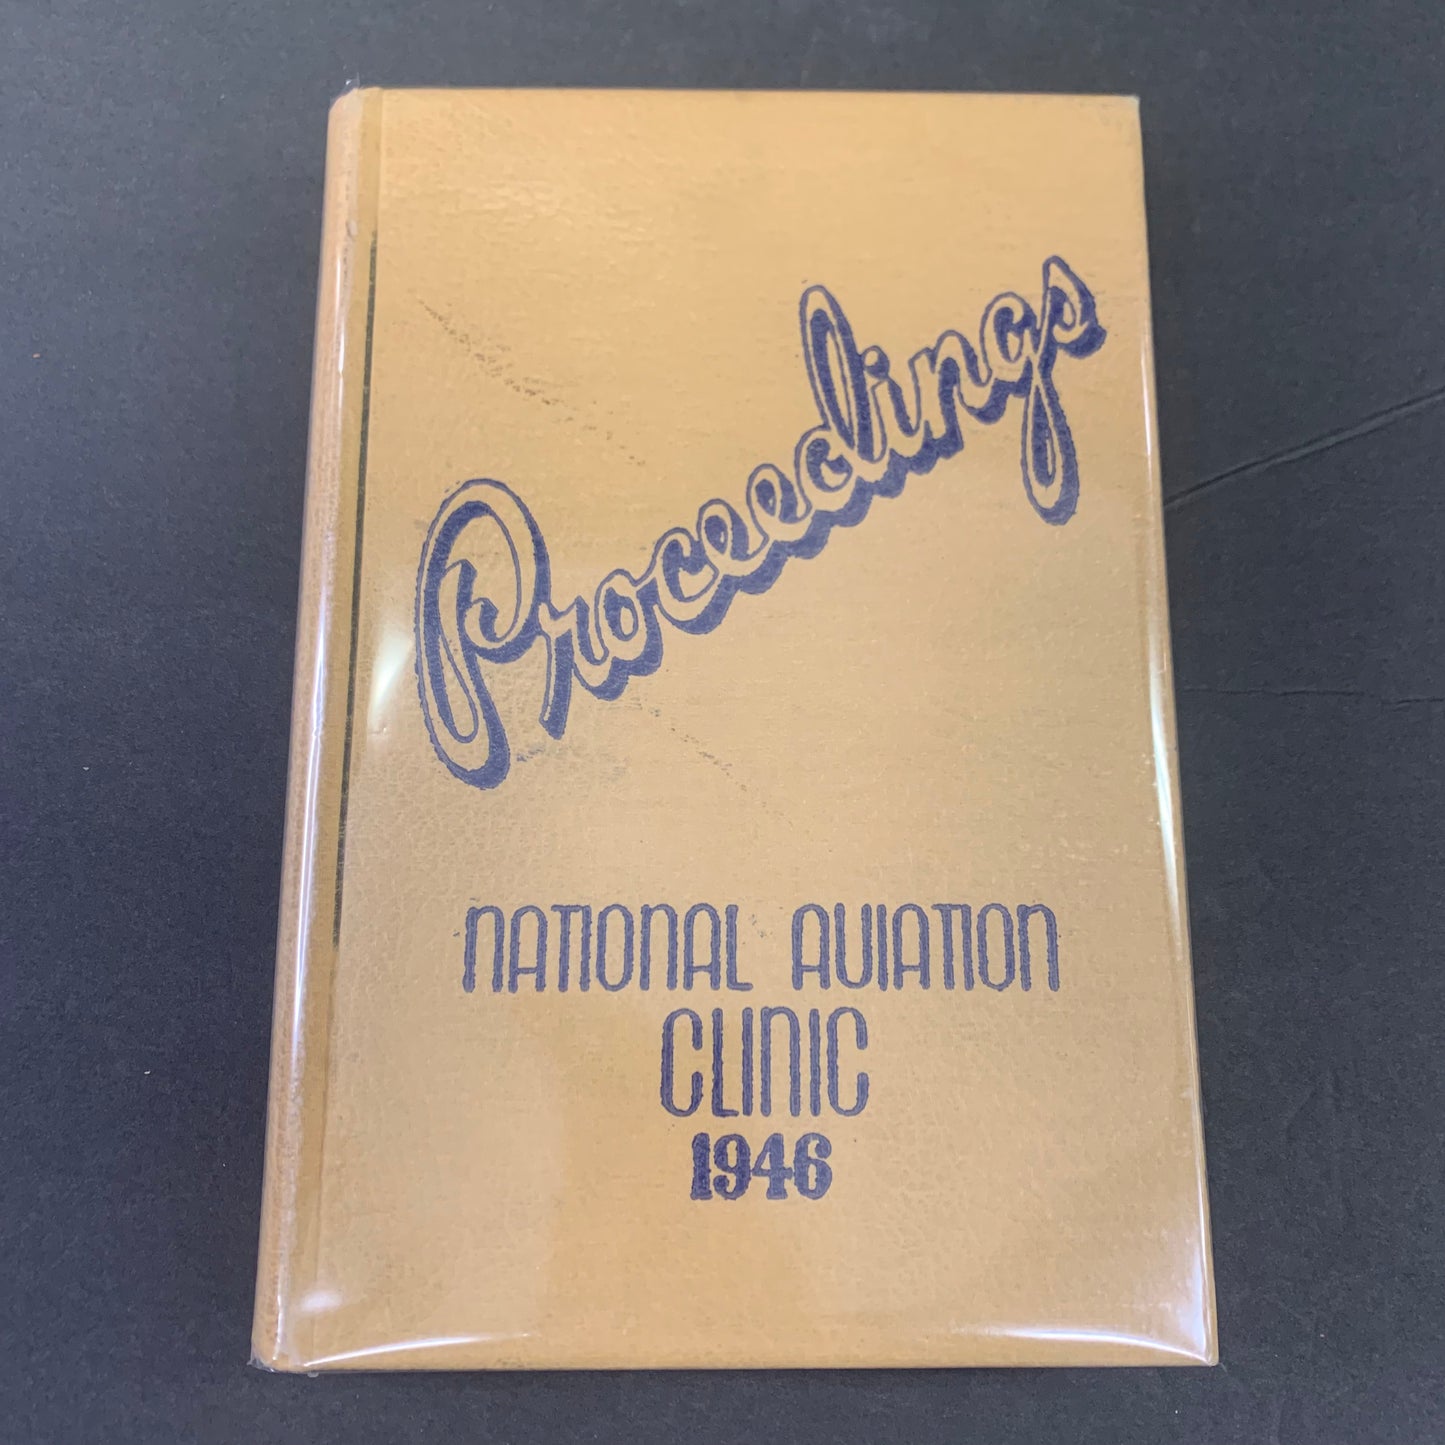 Proceedings
NATIONAL AVIATION
CLINIC
1946